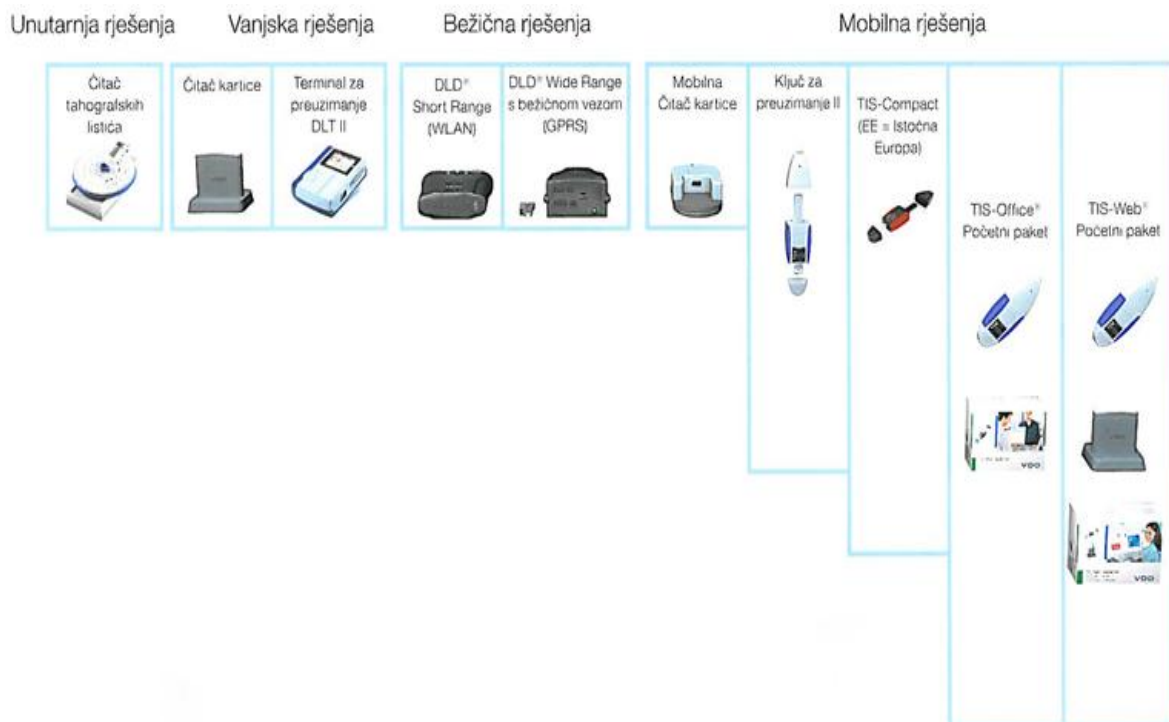 Unutarnja rješenja
Vanjska rješenja
Bežična rješenja
Mobilna rješenja
Čitač
tahografskih
listića
Čitač kartice
Terminal za
preuzimanje
DLT II
DLD®
Short Range
(WLAN)
DLD® Wide Range
s bežičnom vezom
(GPRS)
Mobilna
Čitač kartice
Ključ za
preuzimanje II
TIS-Compact
(EE = Istočna
Europa)
TIS-Office®
Početni paket
TIS-Web®
Početni paket
VDO
VDO